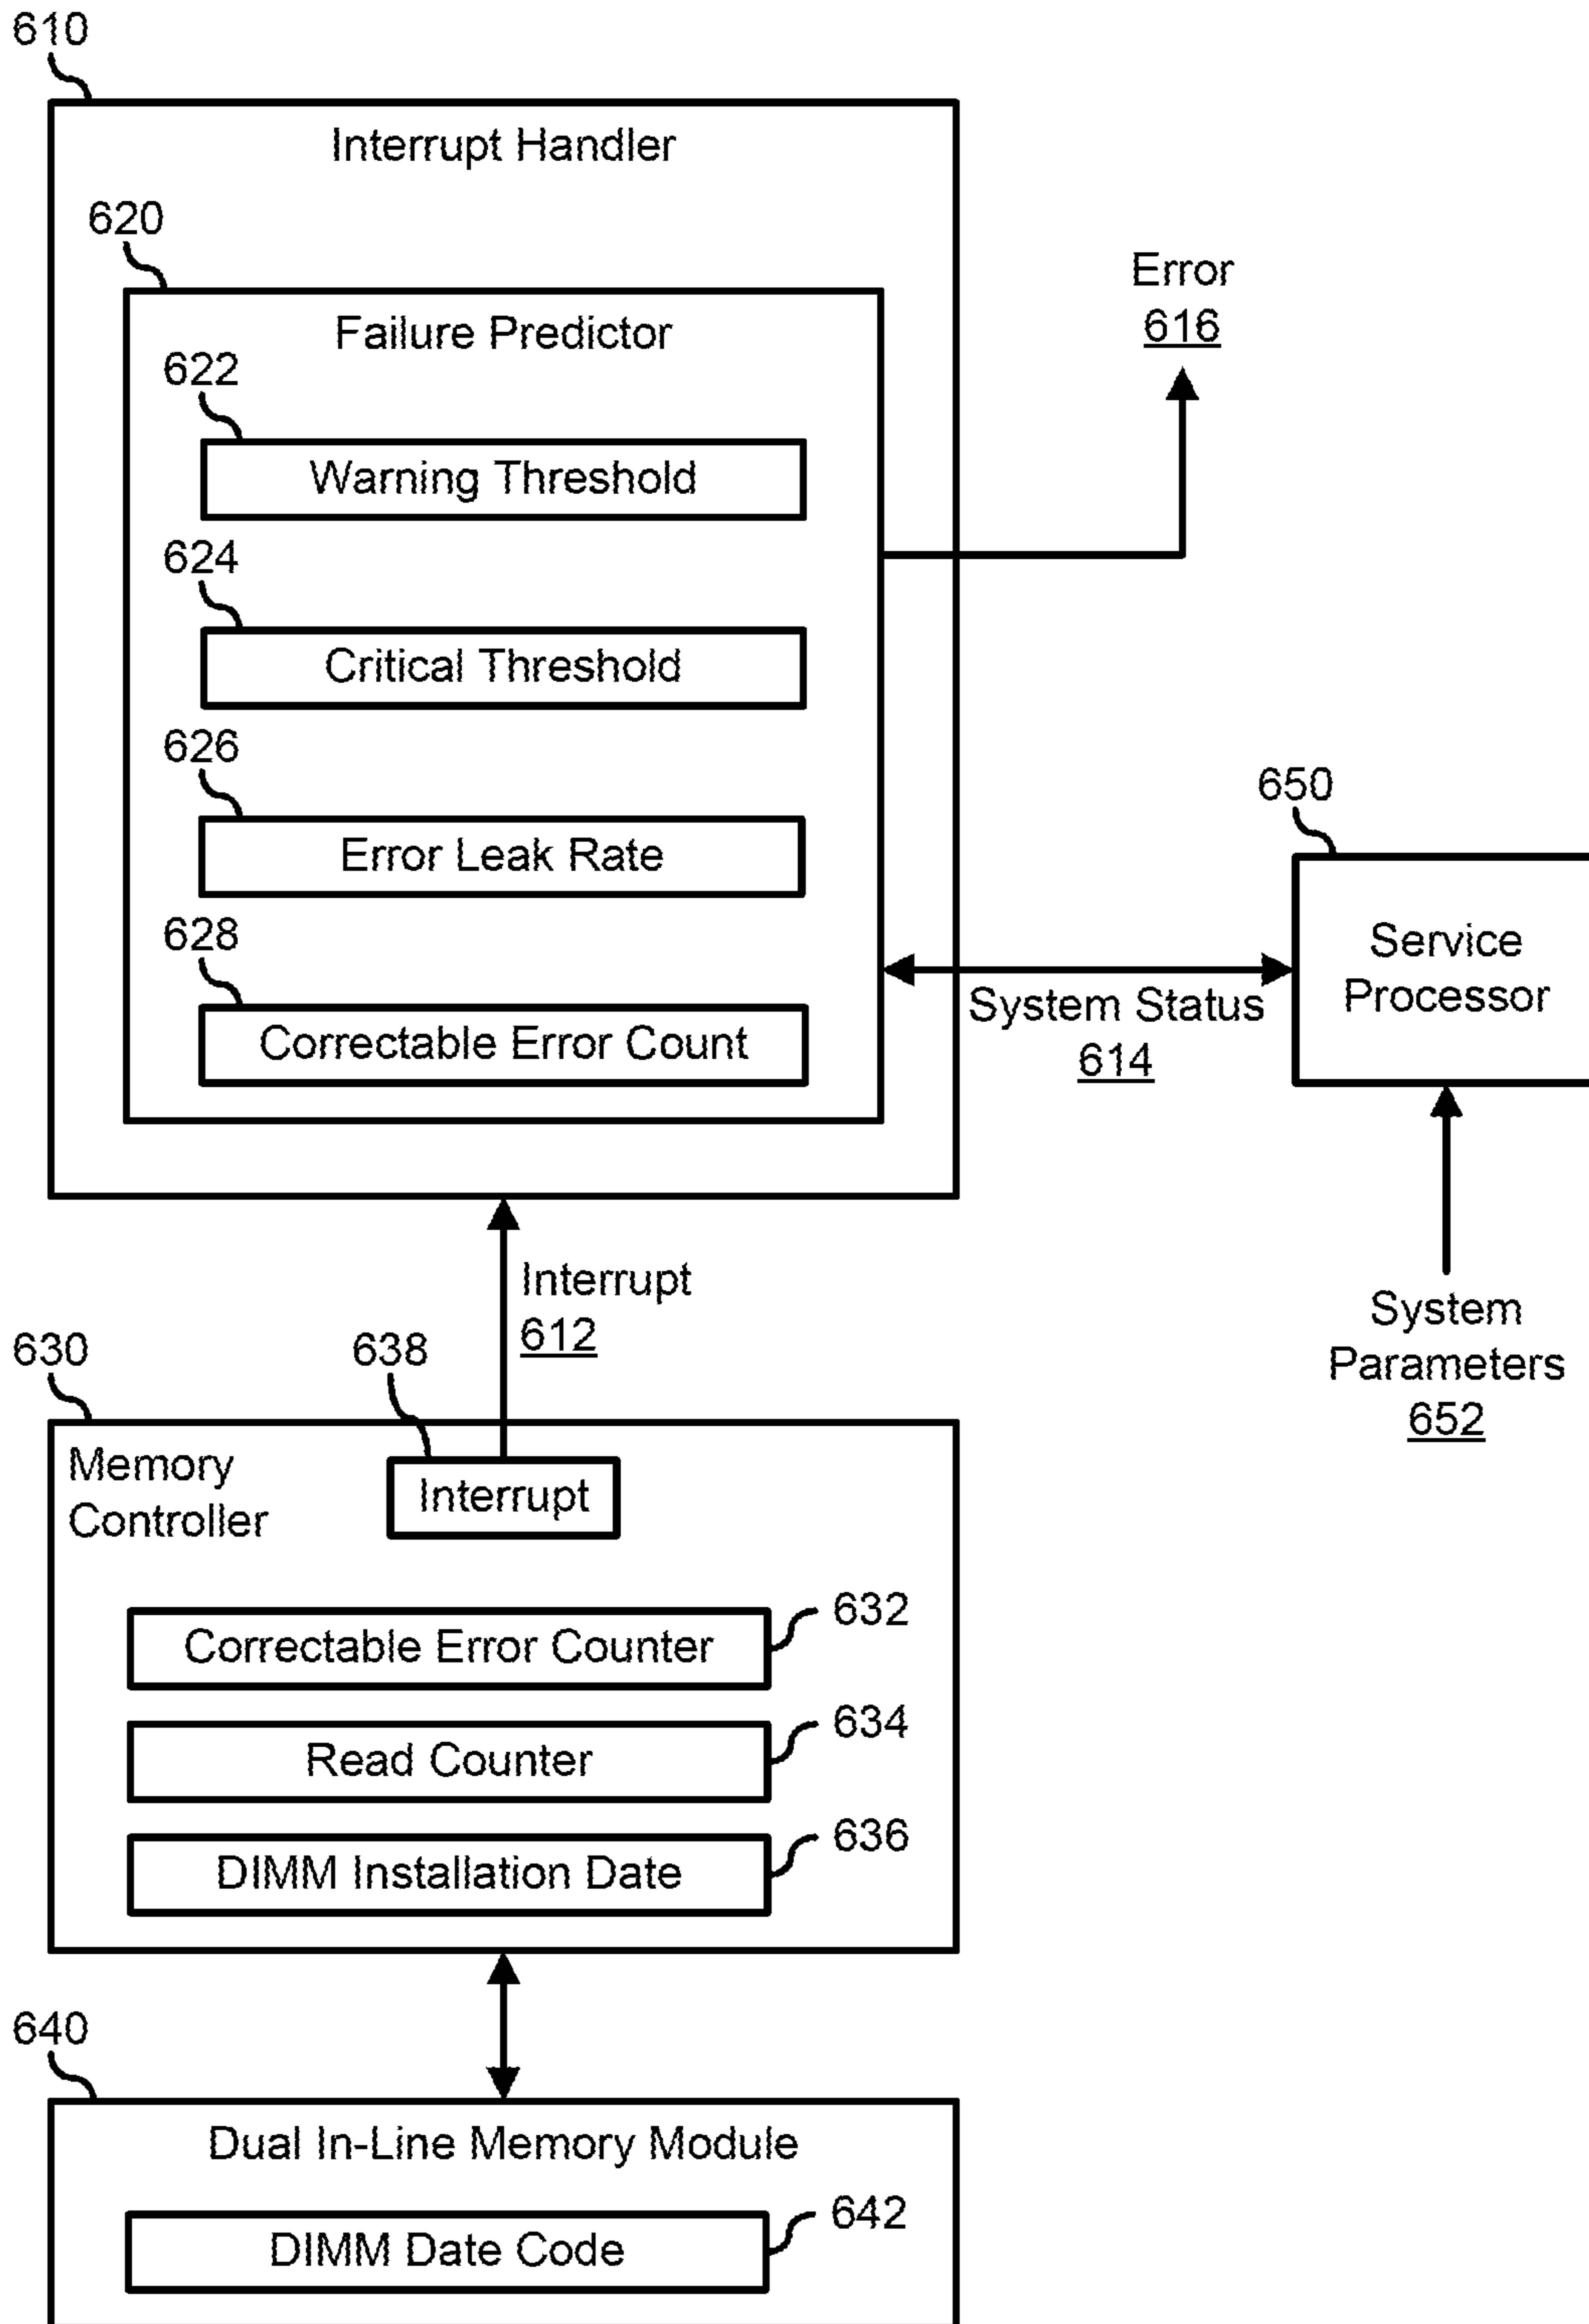 610
Interrupt Handler
620
Failure Predictor
622
Warning Threshold
624
Critical Threshold
626
Error Leak Rate
628
Correctable Error Count
Error
616
650
Service
Processor
System Status
614
System
Parameters
652
Interrupt
612
630
638
Memory
Controller
Interrupt
Correctable Error Counter
632
Read Counter
634
DIMM Installation Date
636
640
Dual In-Line Memory Module
DIMM Date Code
642